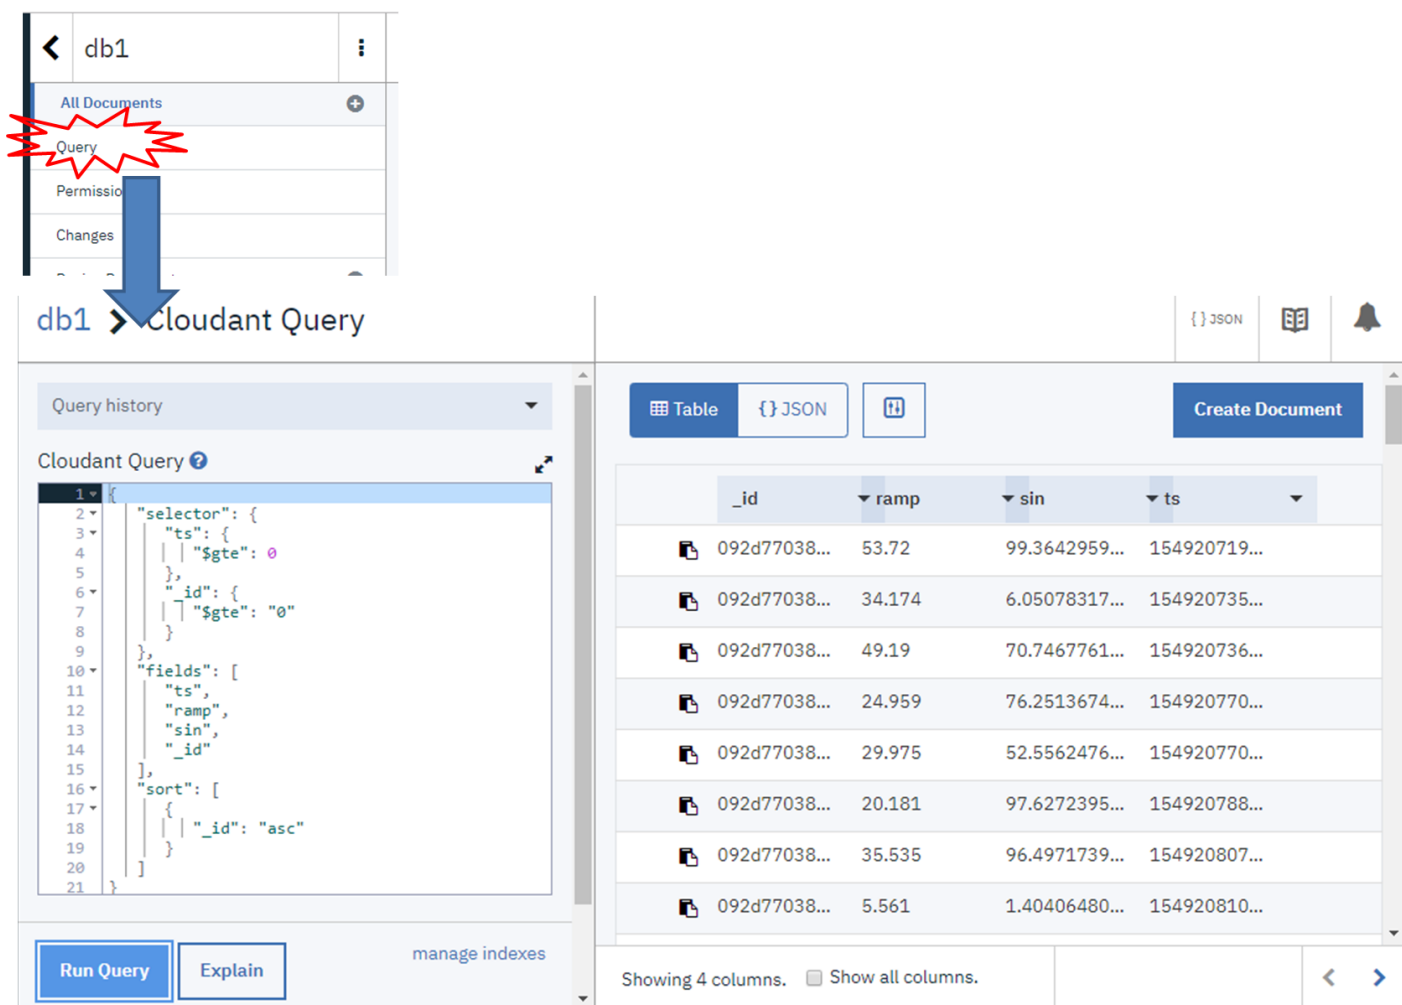 db1
All Documents
Query
Permissio
Changes
db1 Cloudant Query
{ } JSON
Query history
Cloudant Query ?
1 {
2 "selector": {
3 "ts": {
4 "$gte": 0
5 },
6 "_id": {
7 "$gte": "0"
8 }
9 },
10 "fields": [
11 "ts",
12 "ramp",
13 "sin",
14 "_id"
15 ],
16 "sort": [
17 {
18 "_id": "asc"
19 }
20 ]
21 }
Run Query
Explain
manage indexes
Table {} JSON
Create Document
_id ramp sin ts
092d77038... 53.72 99.3642959... 154920719...
092d77038... 34.174 6.05078317... 154920735...
092d77038... 49.19 70.7467761... 154920736...
092d77038... 24.959 76.2513674... 154920770...
092d77038... 29.975 52.5562476... 154920770...
092d77038... 20.181 97.6272395... 154920788...
092d77038... 35.535 96.4971739... 154920807...
092d77038... 5.561 1.40406480... 154920810...
Showing 4 columns. Show all columns.